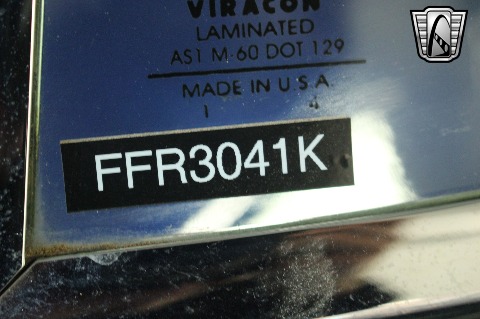 VIRACON
LAMINATED
AS1 M-60 DOT 129
MADE IN U.S.A.
1 4
FFR3041K